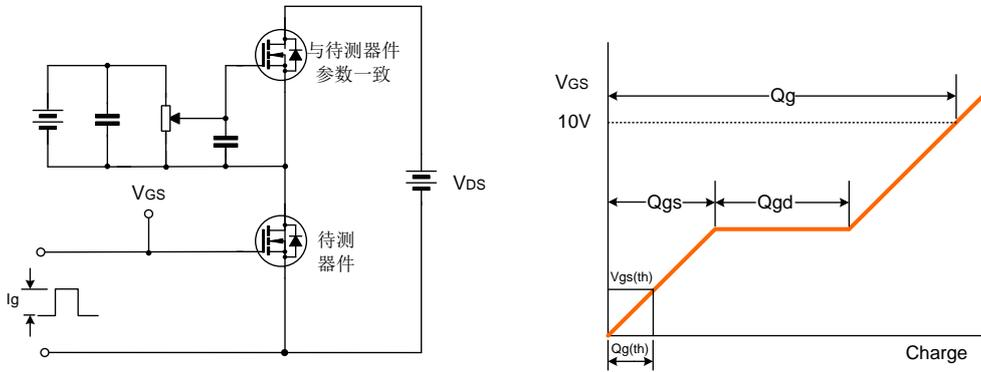 与待测器件
参数一致
VDS
VGS
待测
器件
Ig
VGS
10V
Qg
Qgs
Qgd
Vgs(th)
Qg(th)
Charge